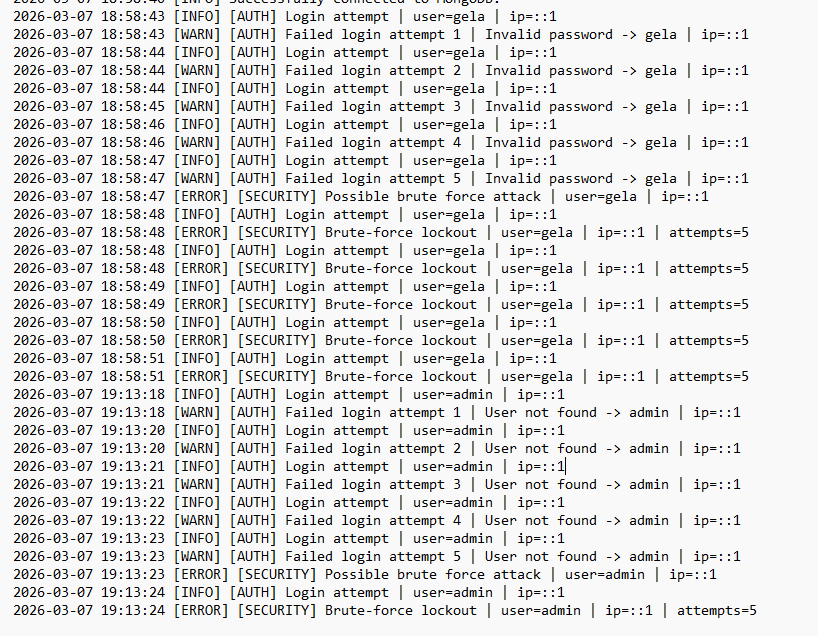 2026-03-07 18:58:40 [INFO] Successfully connected to MongoDB.
2026-03-07 18:58:43 [INFO] [AUTH] Login attempt | user=gela | ip=::1
2026-03-07 18:58:43 [WARN] [AUTH] Failed login attempt 1 | Invalid password -> gela | ip=::1
2026-03-07 18:58:44 [INFO] [AUTH] Login attempt | user=gela | ip=::1
2026-03-07 18:58:44 [WARN] [AUTH] Failed login attempt 2 | Invalid password -> gela | ip=::1
2026-03-07 18:58:44 [INFO] [AUTH] Login attempt | user=gela | ip=::1
2026-03-07 18:58:45 [WARN] [AUTH] Failed login attempt 3 | Invalid password -> gela | ip=::1
2026-03-07 18:58:46 [INFO] [AUTH] Login attempt | user=gela | ip=::1
2026-03-07 18:58:46 [WARN] [AUTH] Failed login attempt 4 | Invalid password -> gela | ip=::1
2026-03-07 18:58:47 [INFO] [AUTH] Login attempt | user=gela | ip=::1
2026-03-07 18:58:47 [WARN] [AUTH] Failed login attempt 5 | Invalid password -> gela | ip=::1
2026-03-07 18:58:47 [ERROR] [SECURITY] Possible brute force attack | user=gela | ip=::1
2026-03-07 18:58:48 [INFO] [AUTH] Login attempt | user=gela | ip=::1
2026-03-07 18:58:48 [ERROR] [SECURITY] Brute-force lockout | user=gela | ip=::1 | attempts=5
2026-03-07 18:58:48 [INFO] [AUTH] Login attempt | user=gela | ip=::1
2026-03-07 18:58:48 [ERROR] [SECURITY] Brute-force lockout | user=gela | ip=::1 | attempts=5
2026-03-07 18:58:49 [INFO] [AUTH] Login attempt | user=gela | ip=::1
2026-03-07 18:58:49 [ERROR] [SECURITY] Brute-force lockout | user=gela | ip=::1 | attempts=5
2026-03-07 18:58:50 [INFO] [AUTH] Login attempt | user=gela | ip=::1
2026-03-07 18:58:50 [ERROR] [SECURITY] Brute-force lockout | user=gela | ip=::1 | attempts=5
2026-03-07 18:58:51 [INFO] [AUTH] Login attempt | user=gela | ip=::1
2026-03-07 18:58:51 [ERROR] [SECURITY] Brute-force lockout | user=gela | ip=::1 | attempts=5
2026-03-07 19:13:18 [INFO] [AUTH] Login attempt | user=admin | ip=::1
2026-03-07 19:13:18 [WARN] [AUTH] Failed login attempt 1 | User not found -> admin | ip=::1
2026-03-07 19:13:20 [INFO] [AUTH] Login attempt | user=admin | ip=::1
2026-03-07 19:13:20 [WARN] [AUTH] Failed login attempt 2 | User not found -> admin | ip=::1
2026-03-07 19:13:21 [INFO] [AUTH] Login attempt | user=admin | ip=::1
2026-03-07 19:13:21 [WARN] [AUTH] Failed login attempt 3 | User not found -> admin | ip=::1
2026-03-07 19:13:22 [INFO] [AUTH] Login attempt | user=admin | ip=::1
2026-03-07 19:13:22 [WARN] [AUTH] Failed login attempt 4 | User not found -> admin | ip=::1
2026-03-07 19:13:23 [INFO] [AUTH] Login attempt | user=admin | ip=::1
2026-03-07 19:13:23 [WARN] [AUTH] Failed login attempt 5 | User not found -> admin | ip=::1
2026-03-07 19:13:23 [ERROR] [SECURITY] Possible brute force attack | user=admin | ip=::1
2026-03-07 19:13:24 [INFO] [AUTH] Login attempt | user=admin | ip=::1
2026-03-07 19:13:24 [ERROR] [SECURITY] Brute-force lockout | user=admin | ip=::1 | attempts=5